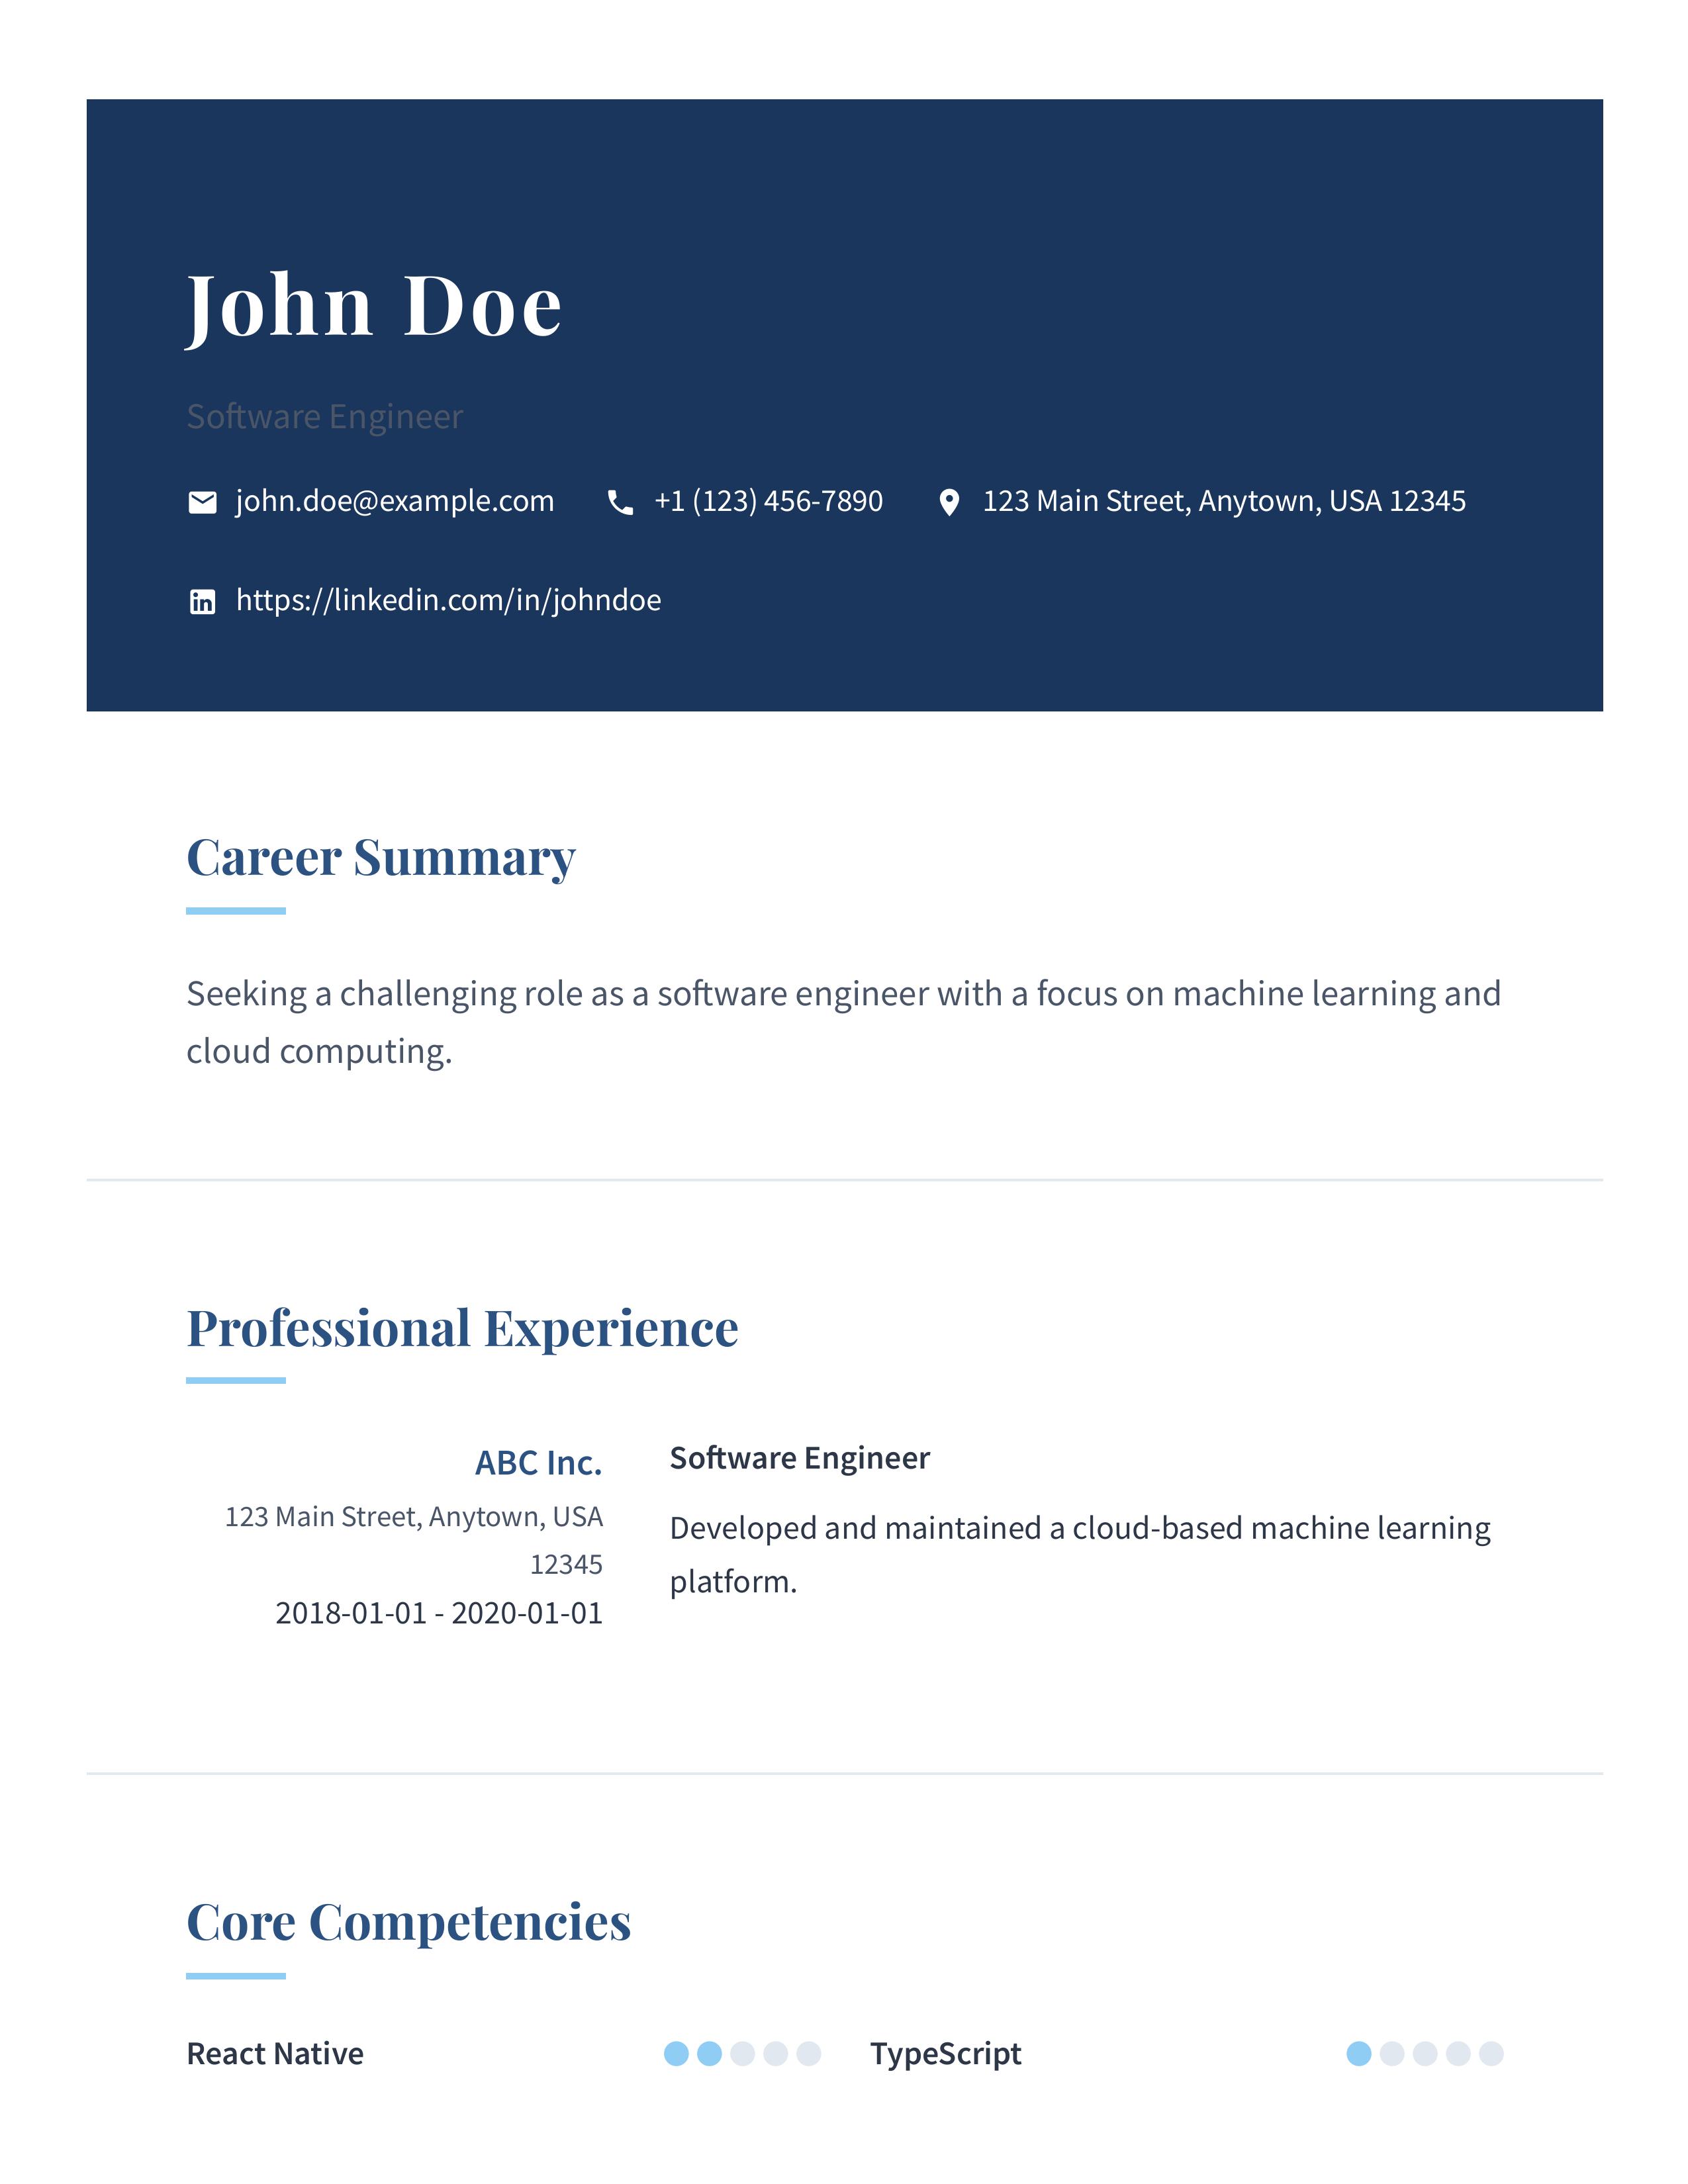 John Doe
Software Engineer
john.doe@example.com
+1 (123) 456-7890
123 Main Street, Anytown, USA 12345
https://linkedin.com/in/johndoe
Career Summary
Seeking a challenging role as a software engineer with a focus on machine learning and
cloud computing.
Professional Experience
ABC Inc.
123 Main Street, Anytown, USA
12345
2018-01-01 - 2020-01-01
Software Engineer
Developed and maintained a cloud-based machine learning
platform.
Core Competencies
React Native
TypeScript